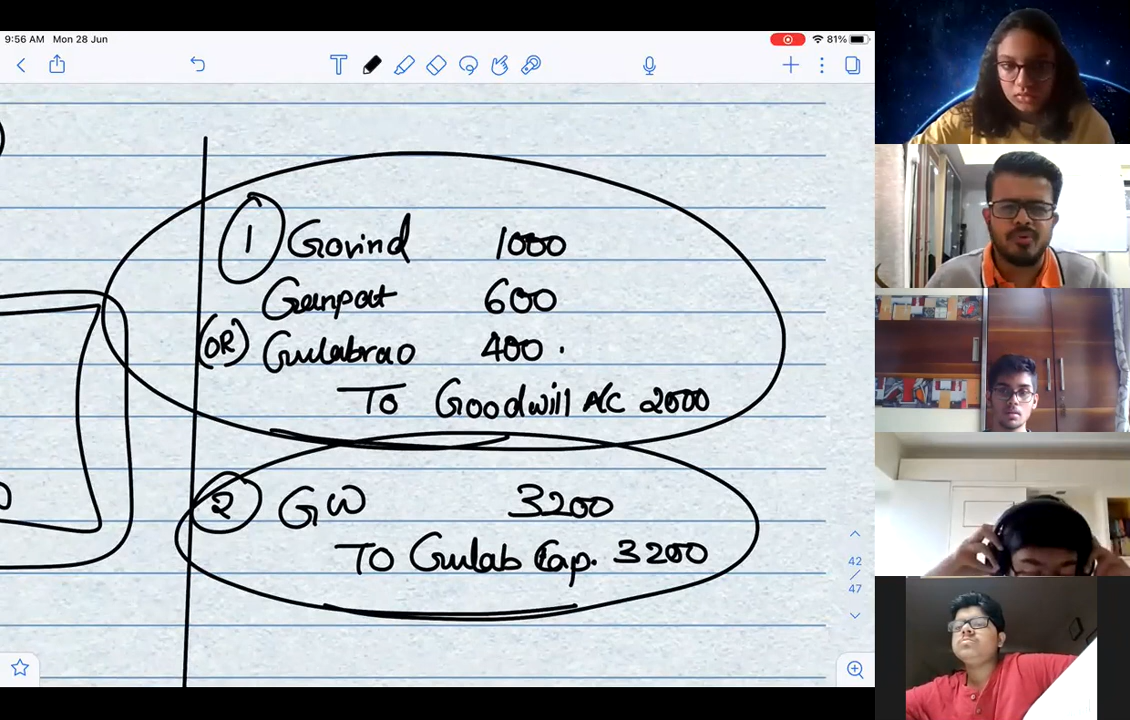 9:56 AM Mon 28 Jun
81%
1 Govind 1000
Ganpat 600
(OR) Gulabrao 400 .
To Goodwill A/C 2000
2 GW 3200
To Gulab Cap. 3200
42
/
47